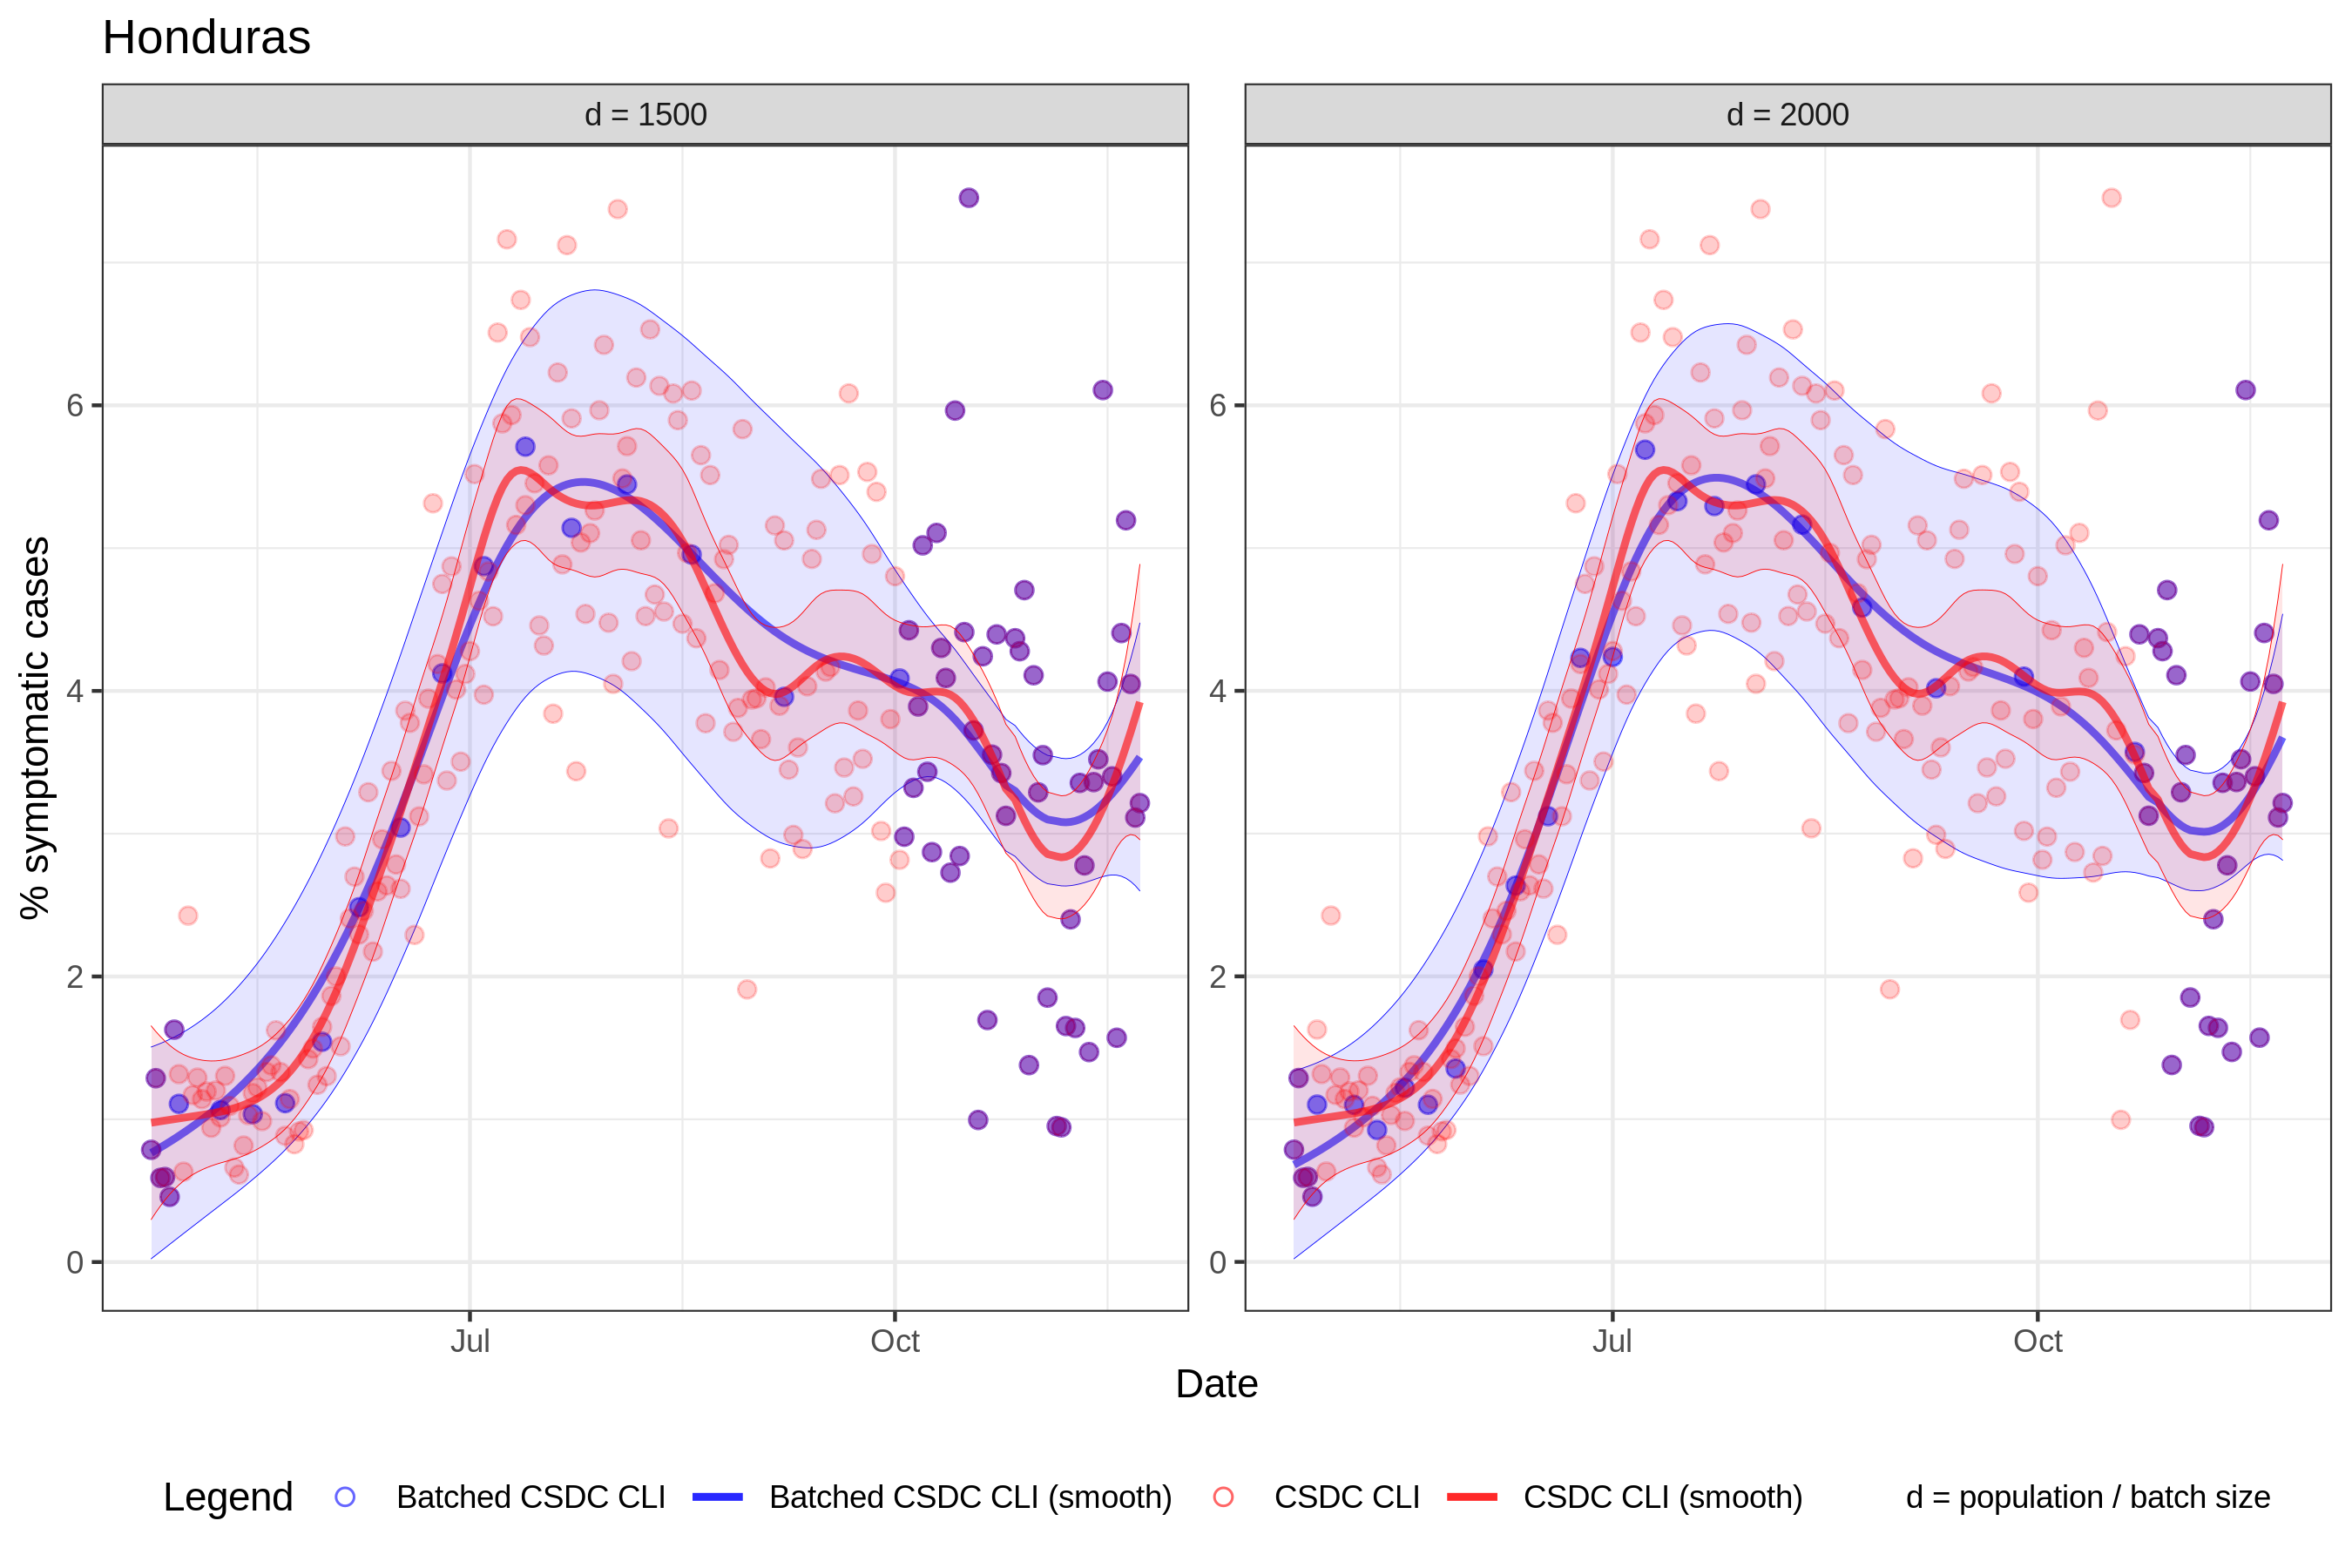 Honduras
d = 1500
d = 2000
% symptomatic cases
6
4
2
0
6
4
2
0
Jul
Oct
Jul
Oct
Date
Legend
Batched CSDC CLI
Batched CSDC CLI (smooth)
CSDC CLI
CSDC CLI (smooth)
d = population / batch size